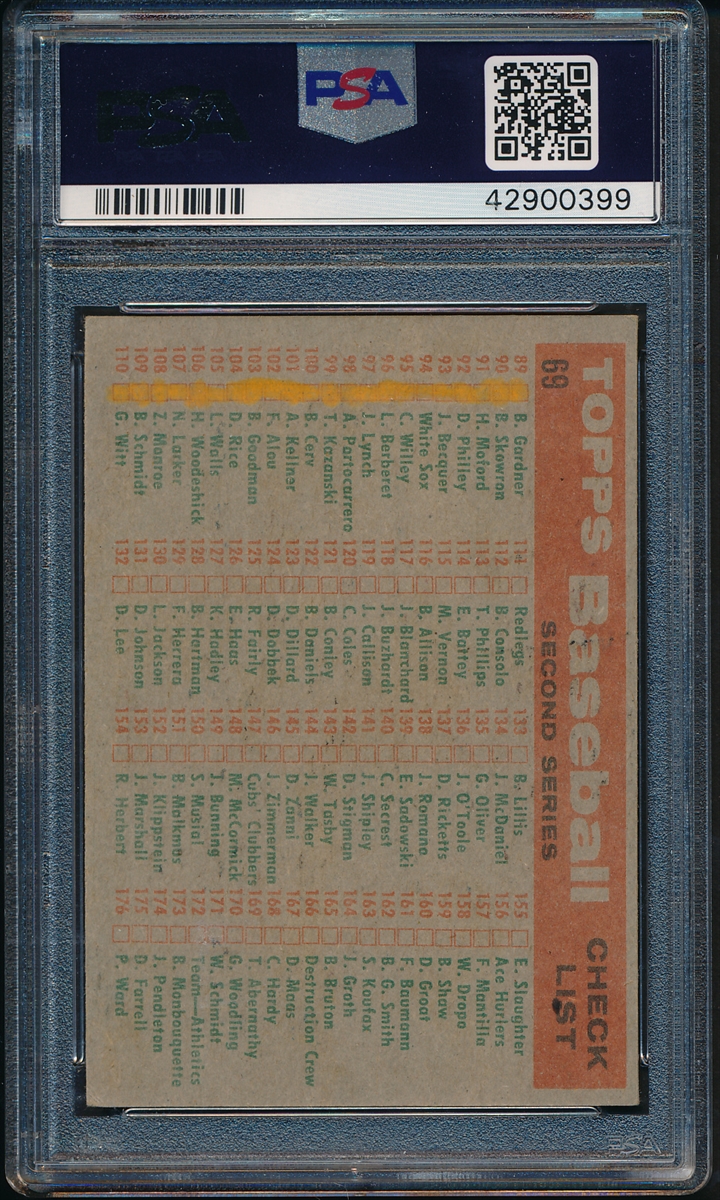 PSA
PSA
42900399
TOPPS Baseball CHECK LIST
69
SECOND SERIES
89 B. Gardner
90 B. Skowron
91 H. Moford
92 D. Philley
93 J. Becquer
94 White Sox
95 C. Willey
96 L. Berberet
97 J. Lynch
98 A. Portocarrero
99 T. Kazanski
100 B. Cerv
101 A. Kellner
102 F. Alou
103 B. Goodman
104 D. Rice
105 L. Walls
106 H. Woodeshick
107 N. Larker
108 Z. Monroe
109 B. Schmidt
110 G. Witt
111 Redlegs
112 B. Consolo
113 T. Phillips
114 E. Battey
115 M. Vernon
116 B. Allison
117 J. Blanchard
118 J. Buzhardt
119 J. Callison
120 C. Coles
121 B. Conley
122 B. Daniels
123 D. Dillard
124 D. Dobbek
125 R. Fairly
126 E. Haas
127 K. Hadley
128 B. Hartman
129 F. Herrera
130 L. Jackson
131 D. Johnson
132 D. Lee
133 B. Lillis
134 J. McDaniel
135 G. Oliver
136 J. O'Toole
137 D. Ricketts
138 J. Romano
139 E. Sadowski
140 C. Secrest
141 J. Shipley
142 D. Stigman
143 W. Tasby
144 J. Walker
145 D. Zanni
146 J. Zimmerman
147 Cubs' Clubbers
148 M. McCormick
149 J. Bunning
150 S. Musial
151 B. Malkmus
152 J. Klippstein
153 J. Marshall
154 R. Herbert
155 E. Slaughter
156 Ace Hurlers
157 F. Mantilla
158 W. Dropo
159 B. Shaw
160 D. Groat
161 F. Baumann
162 B. G. Smith
163 S. Koufax
164 J. Groth
165 B. Bruton
166 Destruction Crew
167 D. Maas
168 C. Hardy
169 T. Abernathy
170 G. Woodling
171 W. Schmidt
172 Team—Athletics
173 B. Monbouquette
174 J. Pendleton
175 D. Farrell
176 P. Ward
PSA